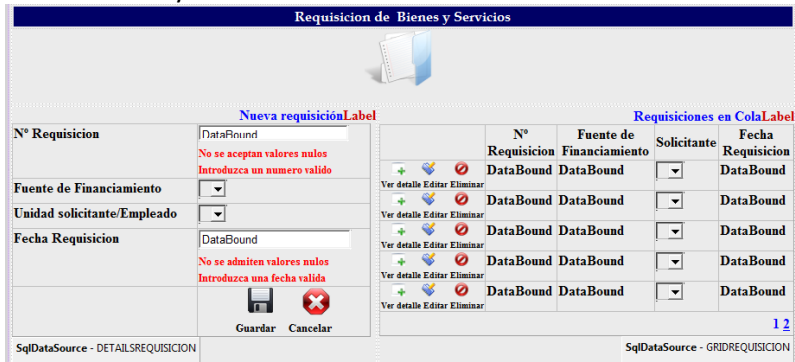 Requisicion de Bienes y Servicios
Nueva requisiónLabel
Requisiciones en ColaLabel
Nº Requisicion
DataBound
No se aceptan valores nulos
Introduzca un numero valido
Fuente de Financiamiento
Unidad solicitante/Empleado
Fecha Requisicion
DataBound
No se admiten valores nulos
Introduzca una fecha valida
Guardar Cancelar
SqlDataSource - DETAILSREQUISICION
Nº Requisicion Fuente de Financiamiento Solicitante Fecha Requisicion
DataBound DataBound DataBound
Ver detalle Editar Eliminar
DataBound DataBound DataBound
Ver detalle Editar Eliminar
DataBound DataBound DataBound
Ver detalle Editar Eliminar
DataBound DataBound DataBound
Ver detalle Editar Eliminar
DataBound DataBound DataBound
Ver detalle Editar Eliminar
1 2
SqlDataSource - GRIDREQUISICION